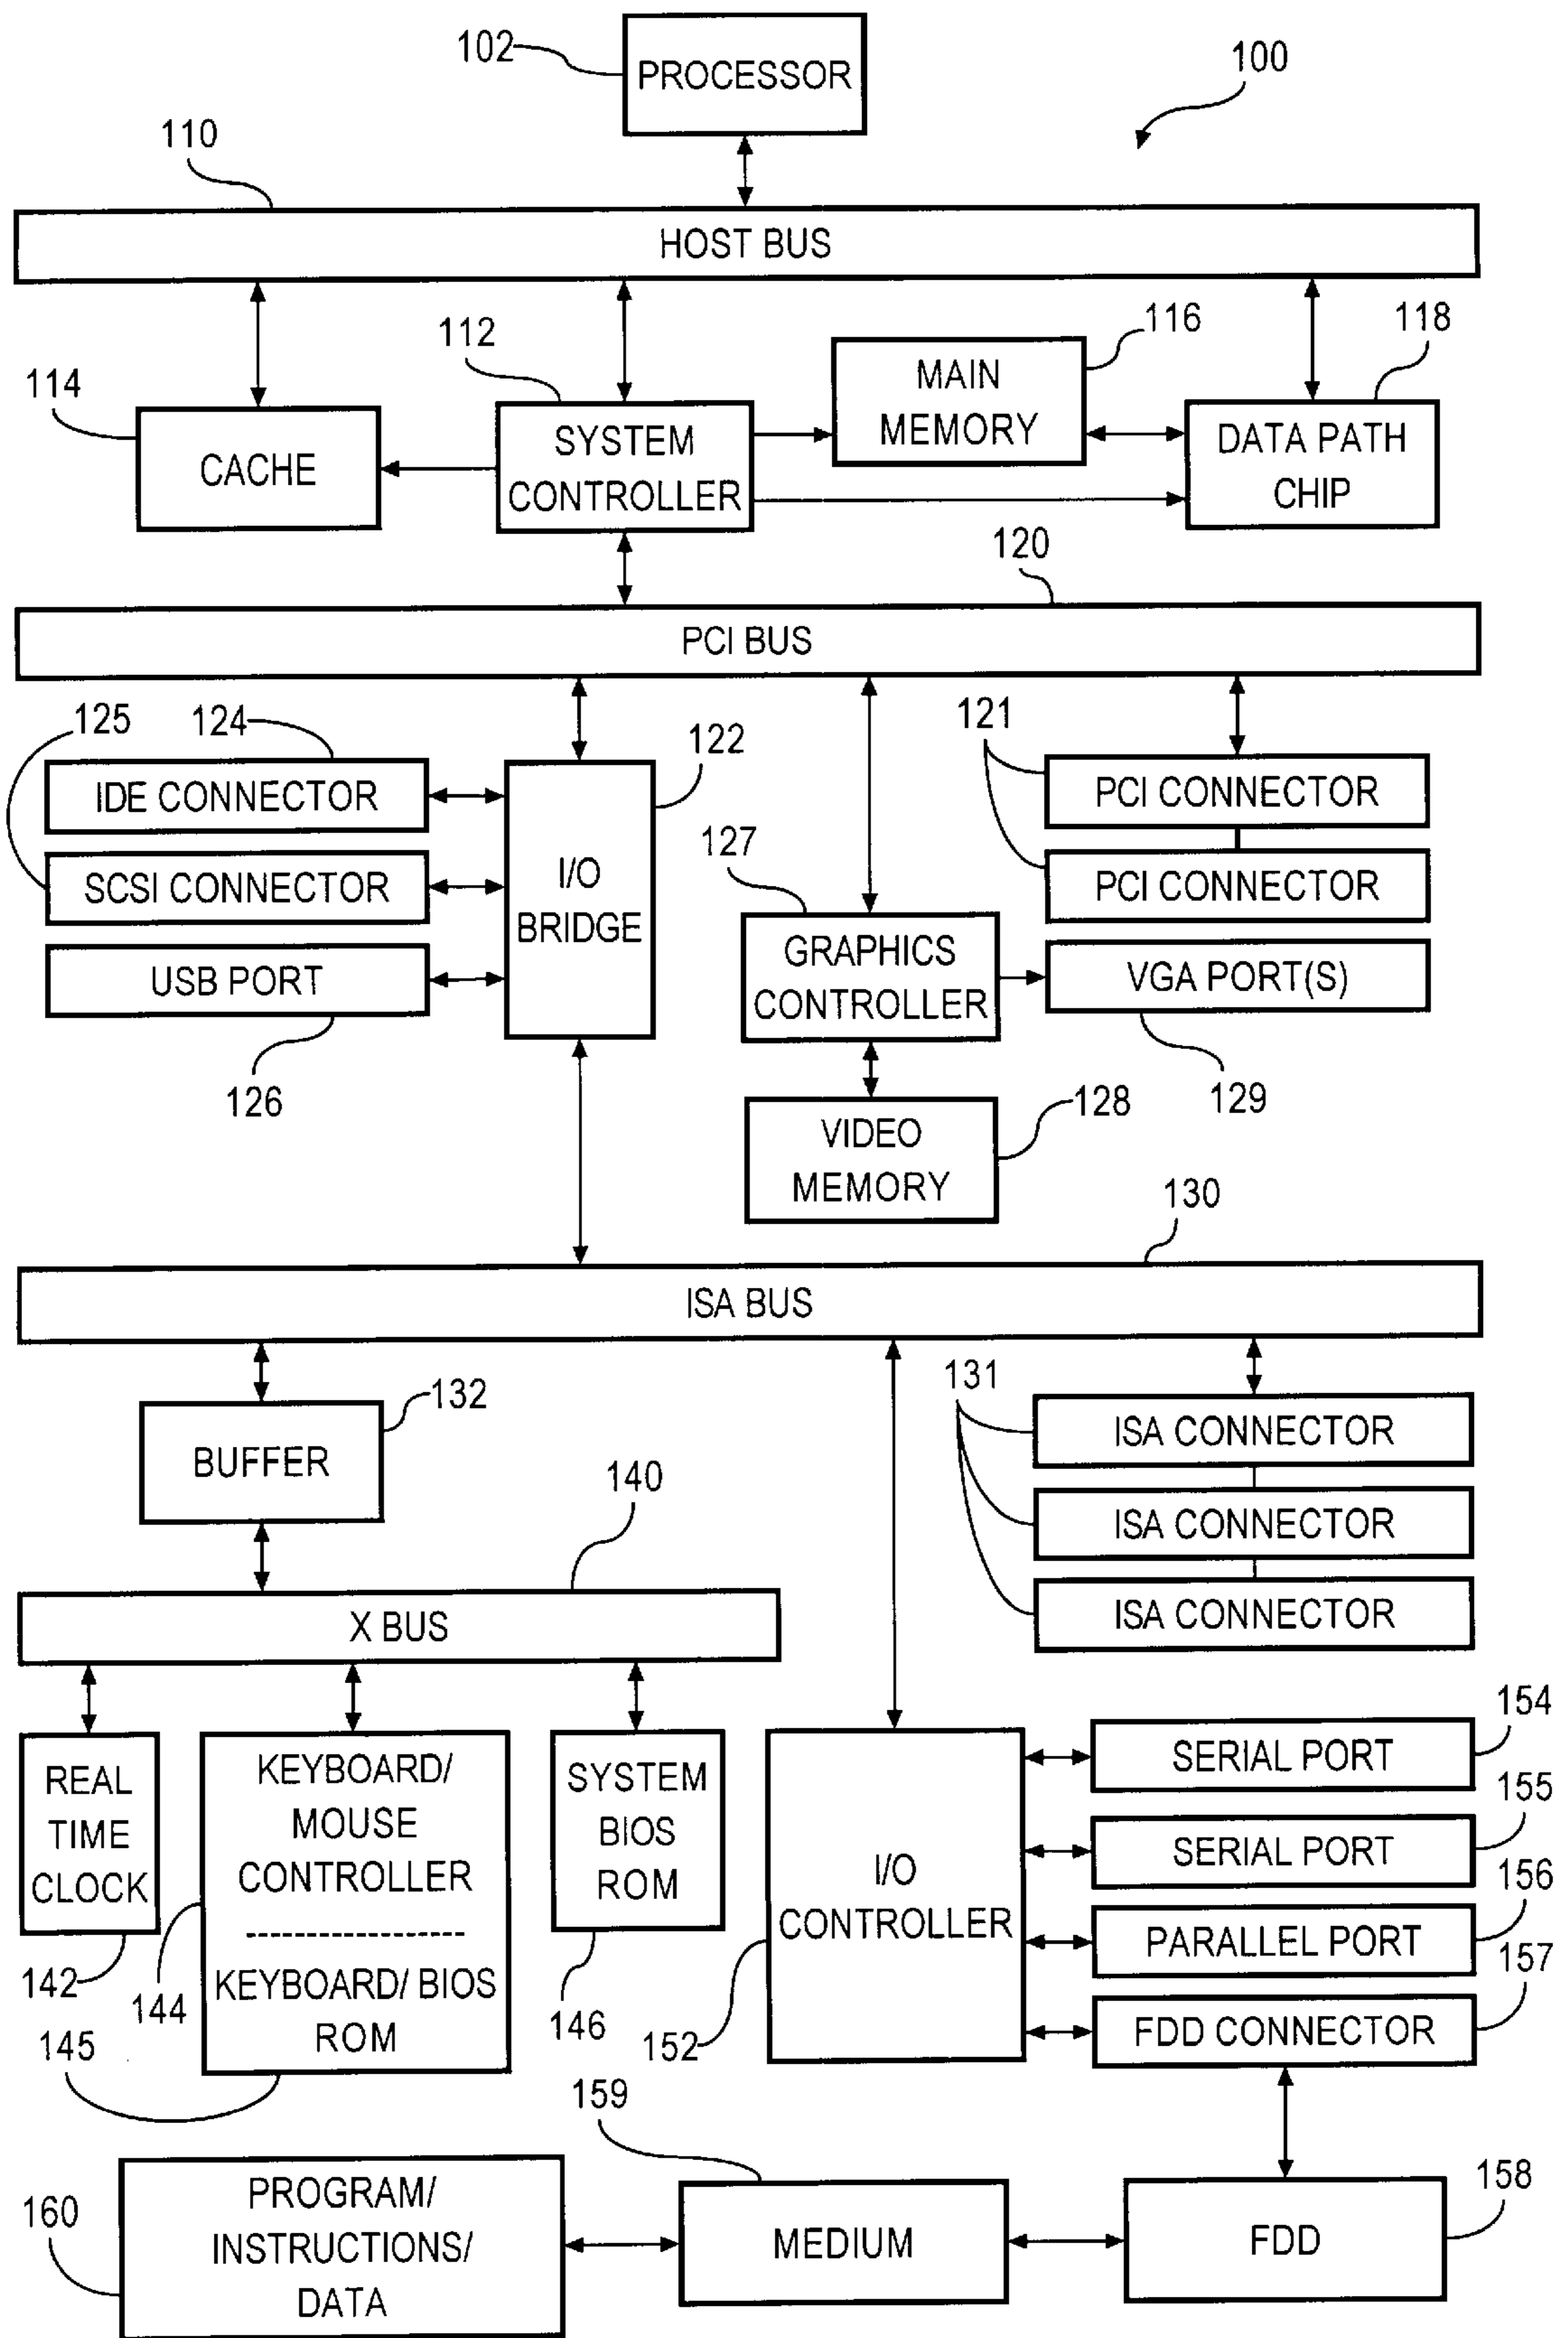 102
PROCESSOR
100
110
HOST BUS
112
116
118
114
MAIN
MEMORY
CACHE
SYSTEM
CONTROLLER
DATA PATH
CHIP
120
PCI BUS
125
124
122
121
IDE CONNECTOR
PCI CONNECTOR
127
SCSI CONNECTOR
I/O
BRIDGE
PCI CONNECTOR
USB PORT
GRAPHICS
CONTROLLER
VGA PORT(S)
126
128
129
VIDEO
MEMORY
130
ISA BUS
132
131
BUFFER
ISA CONNECTOR
140
ISA CONNECTOR
X BUS
ISA CONNECTOR
154
REAL
TIME
CLOCK
KEYBOARD/
MOUSE
CONTROLLER
KEYBOARD/ BIOS
ROM
SYSTEM
BIOS
ROM
I/O
CONTROLLER
SERIAL PORT
155
SERIAL PORT
156
PARALLEL PORT
157
FDD CONNECTOR
142
144
146
152
145
159
158
160
PROGRAM/
INSTRUCTIONS/
DATA
MEDIUM
FDD